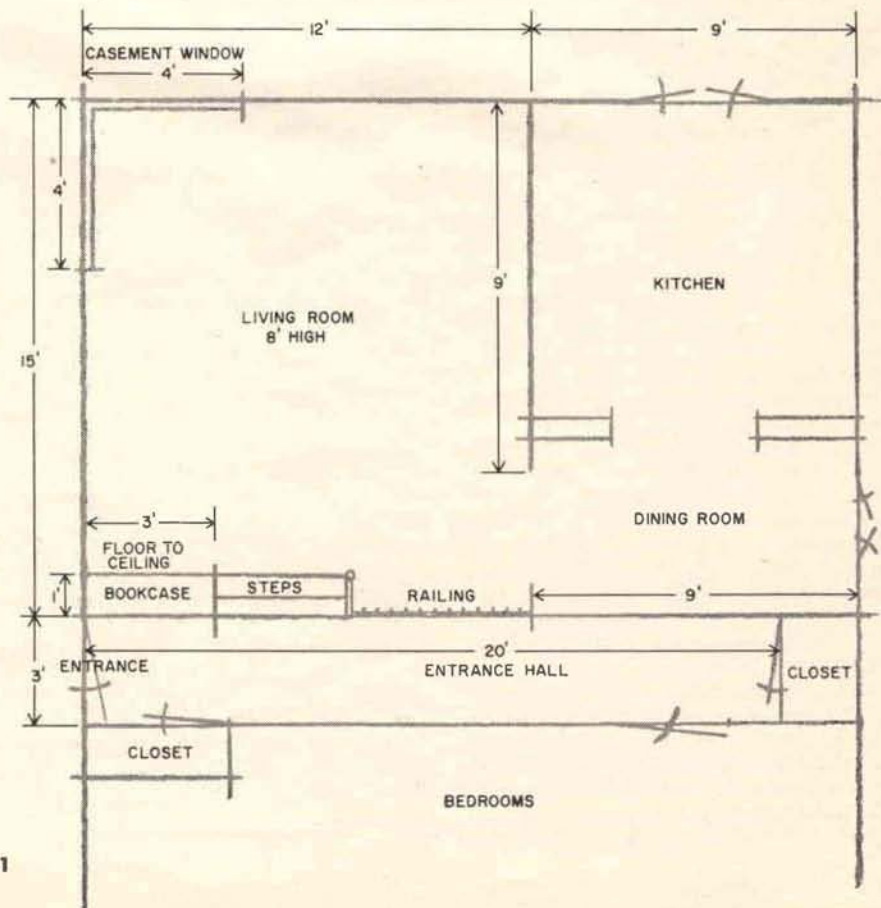 12'
9'
CASEMENT WINDOW
4'
4'
9'
KITCHEN
LIVING ROOM
8' HIGH
15'
3'
DINING ROOM
FLOOR TO
CEILING
1'
BOOKCASE
STEPS
RAILING
9'
20'
3'
ENTRANCE
ENTRANCE HALL
CLOSET
CLOSET
BEDROOMS
1